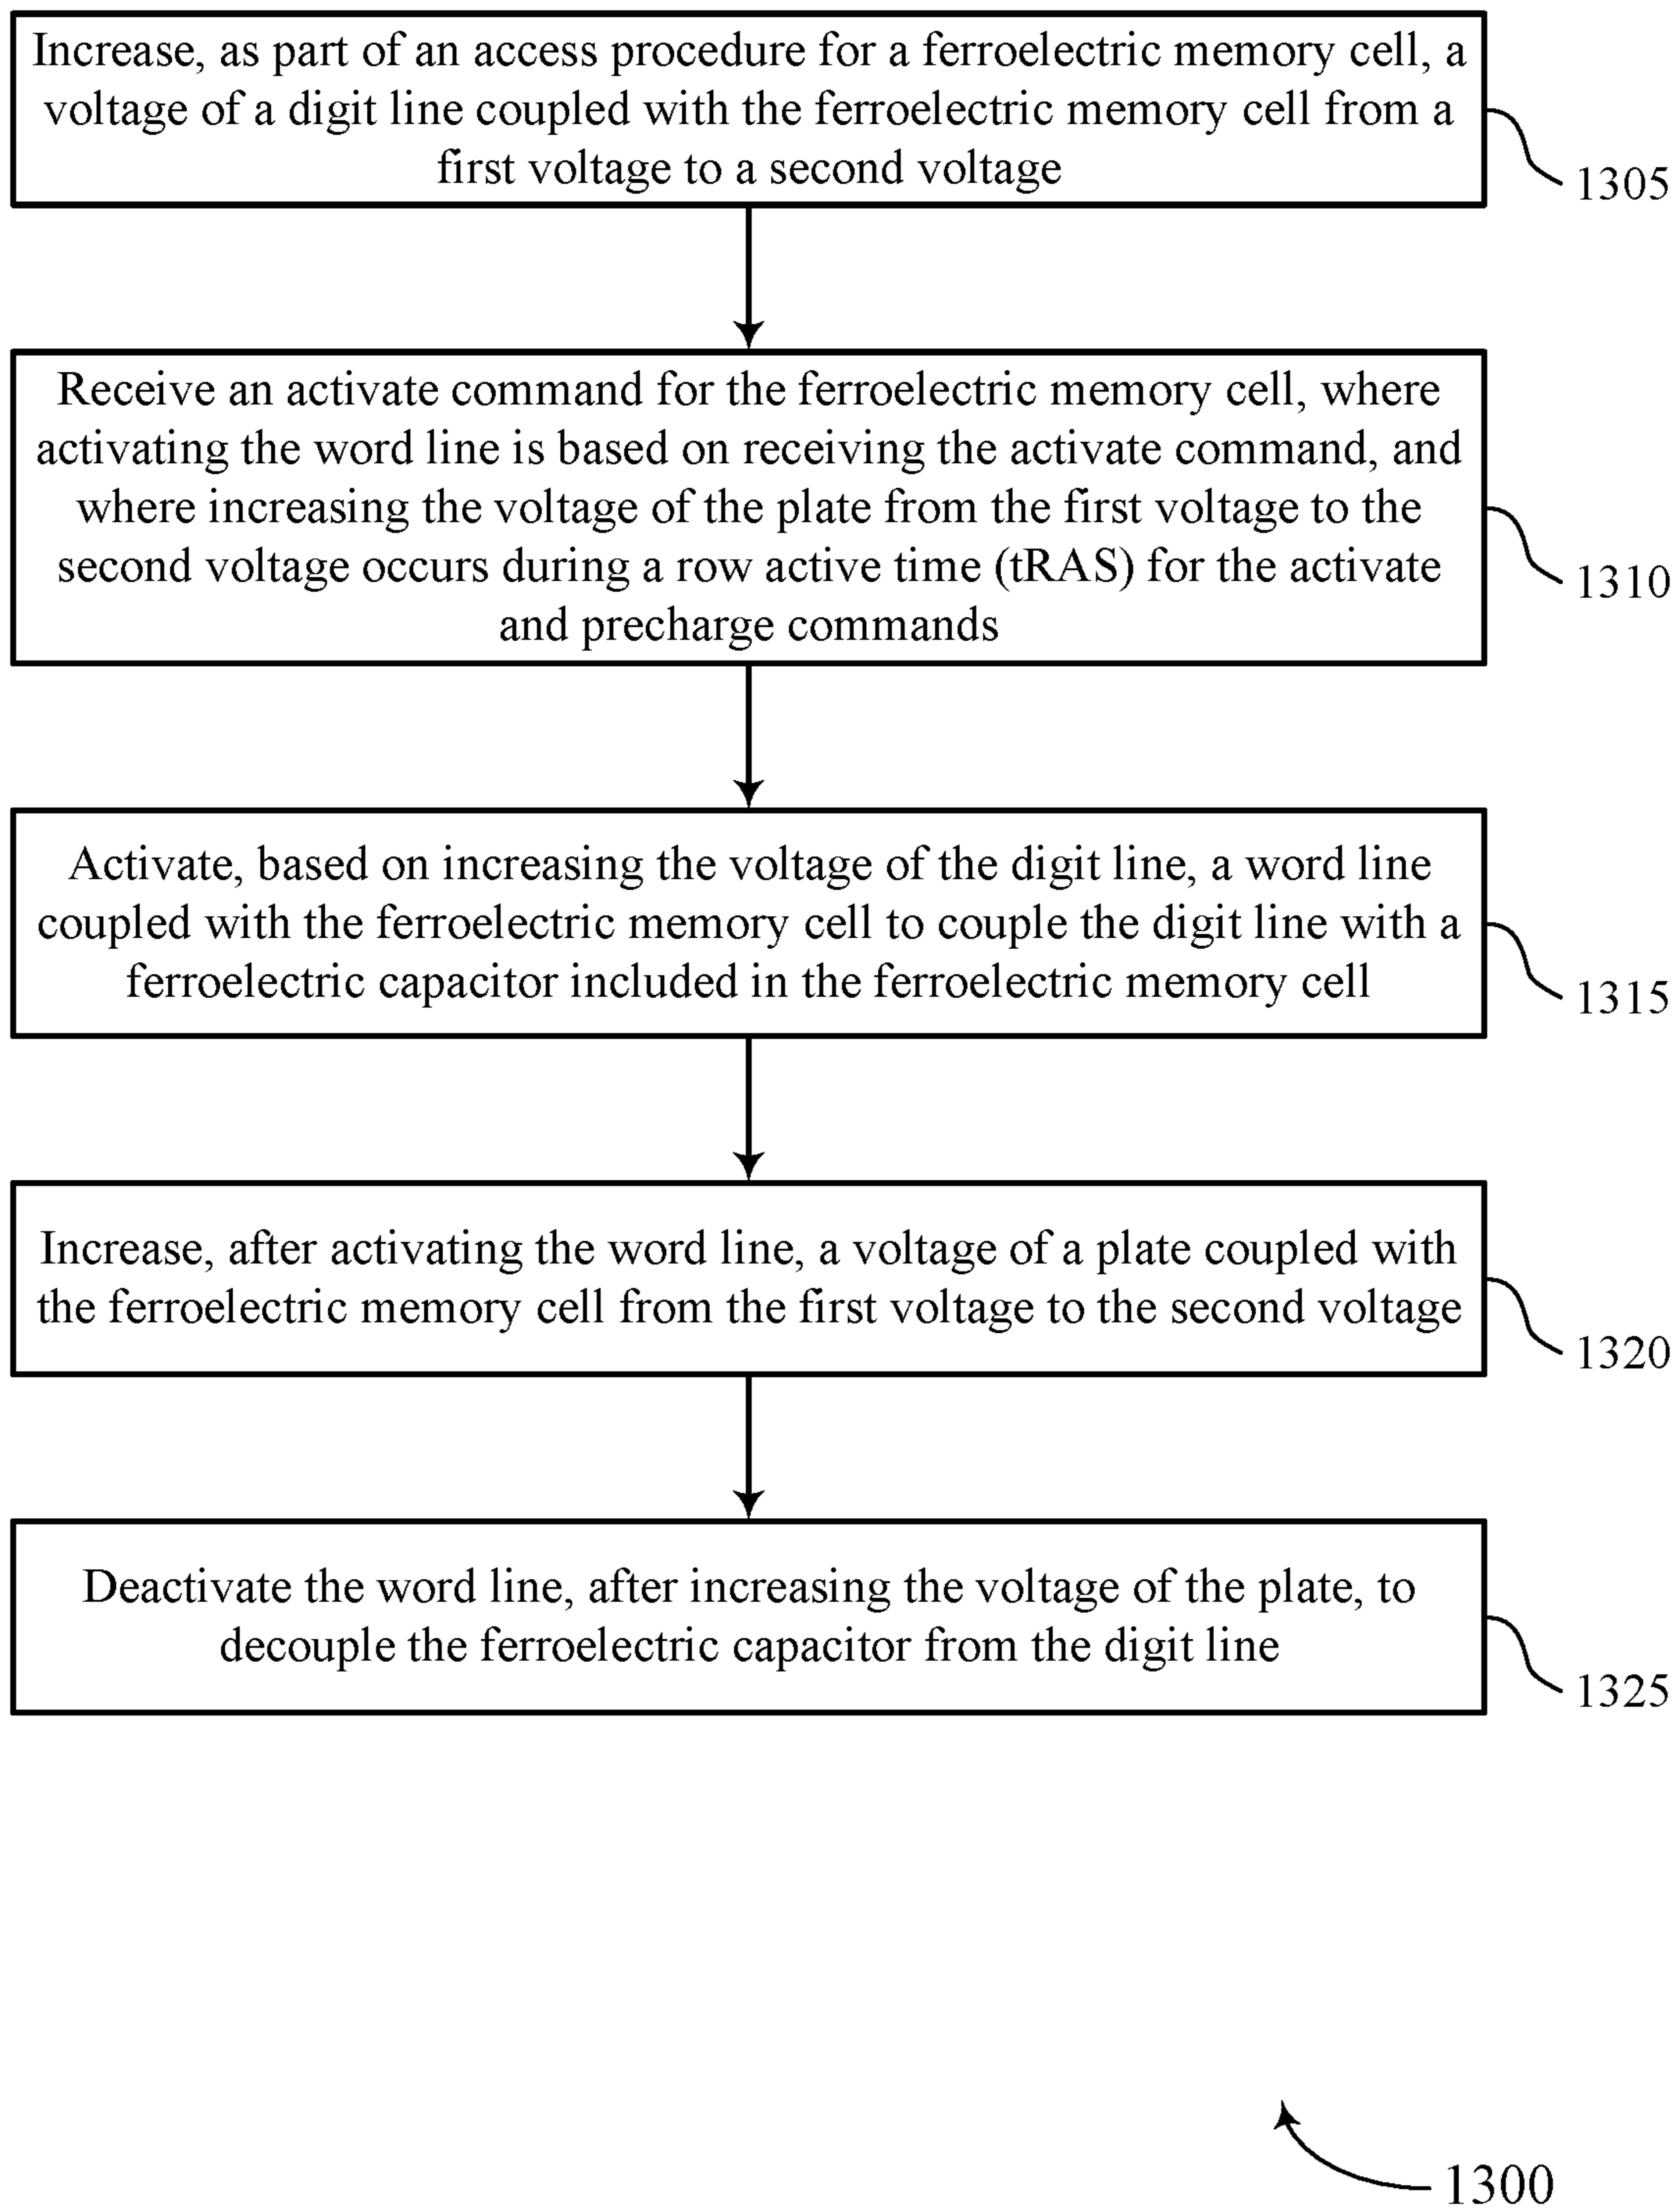 Increase, as part of an access procedure for a ferroelectric memory cell, a
voltage of a digit line coupled with the ferroelectric memory cell from a
first voltage to a second voltage
1305
Receive an activate command for the ferroelectric memory cell, where
activating the word line is based on receiving the activate command, and
where increasing the voltage of the plate from the first voltage to the
second voltage occurs during a row active time (tRAS) for the activate
and precharge commands
1310
Activate, based on increasing the voltage of the digit line, a word line
coupled with the ferroelectric memory cell to couple the digit line with a
ferroelectric capacitor included in the ferroelectric memory cell
1315
Increase, after activating the word line, a voltage of a plate coupled with
the ferroelectric memory cell from the first voltage to the second voltage
1320
Deactivate the word line, after increasing the voltage of the plate, to
decouple the ferroelectric capacitor from the digit line
1325
1300